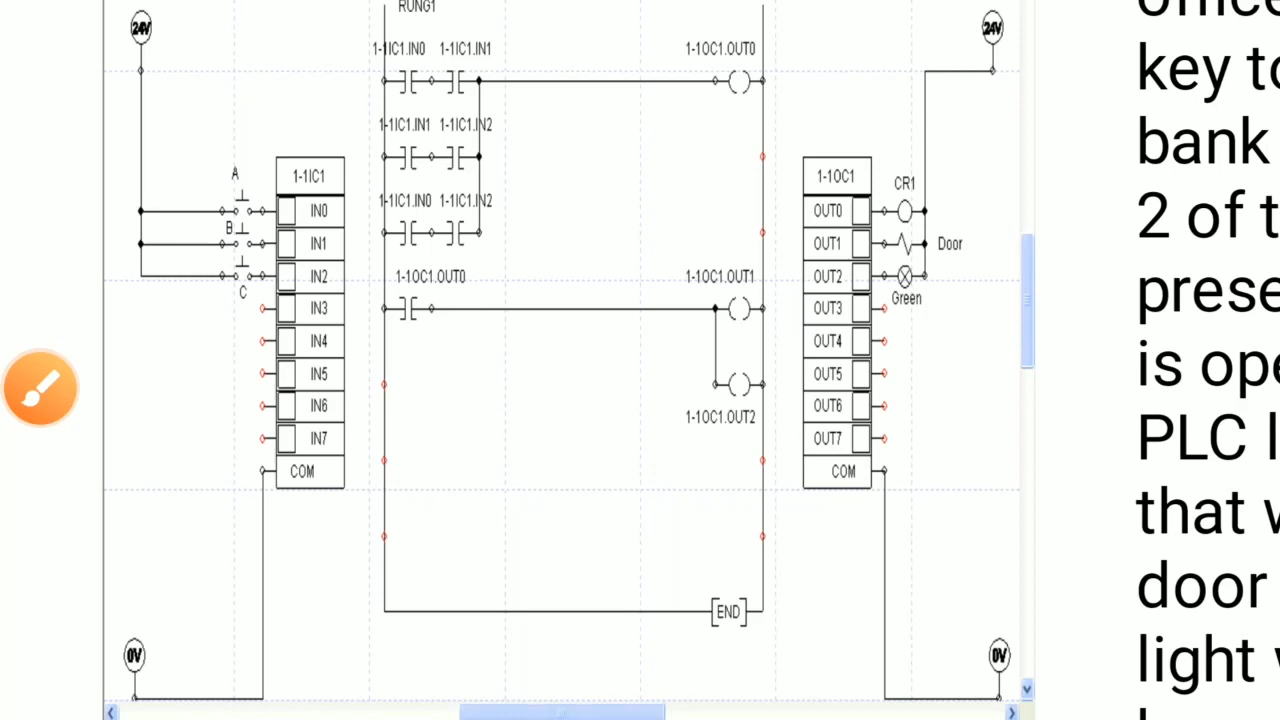 RUNG1
24V
24V
1-1IC1.IN0 1-1IC1.IN1
1-1OC1.OUT0
1-1IC1.IN1 1-1IC1.IN2
1-1IC1.IN0 1-1IC1.IN2
1-1OC1.OUT0
1-1OC1.OUT1
1-1OC1.OUT2
END
A
B
C
1-1IC1
IN0
IN1
IN2
IN3
IN4
IN5
IN6
IN7
COM
0V
1-1OC1
OUT0
OUT1
OUT2
OUT3
OUT4
OUT5
OUT6
OUT7
COM
CR1
Door
Green
0V
key
bank
2 of
is
PLC
that
door
light